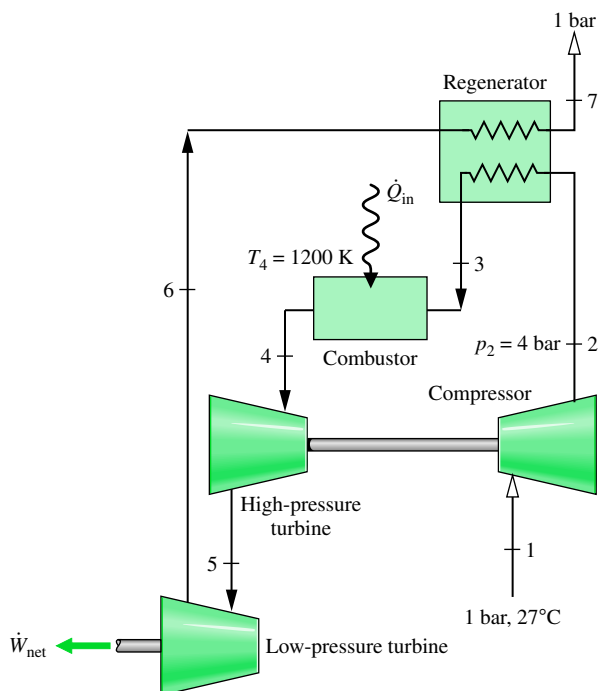 1 bar
Regenerator
7
Q̇in
T4 = 1200 K
3
6
p2 = 4 bar
2
4
Combustor
Compressor
High-pressure
turbine
5
1
1 bar, 27°C
Ẇnet
Low-pressure turbine